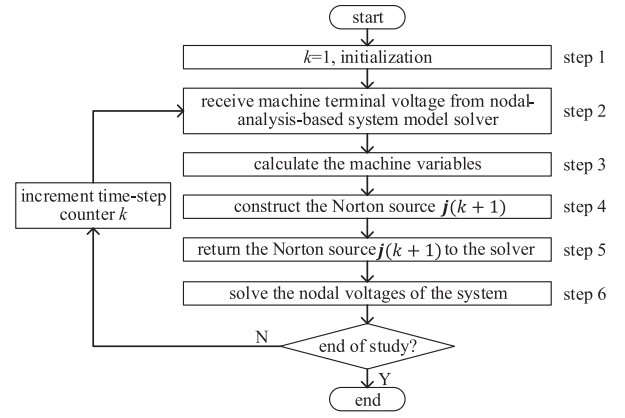 start
k=1, initialization
step 1
receive machine terminal voltage from nodal-
analysis-based system model solver
step 2
calculate the machine variables
step 3
increment time-step
counter k
construct the Norton source j(k + 1)
step 4
return the Norton source j(k + 1) to the solver
step 5
solve the nodal voltages of the system
step 6
end of study?
N
Y
end